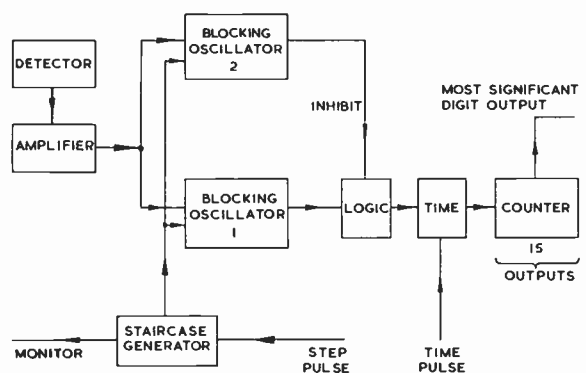 BLOCKING
OSCILLATOR
2
DETECTOR
MOST SIGNIFICANT
DIGIT OUTPUT
INHIBIT
AMPLIFIER
BLOCKING
OSCILLATOR
1
LOGIC
TIME
COUNTER
15
OUTPUTS
STAIRCASE
GENERATOR
MONITOR
STEP
PULSE
TIME
PULSE